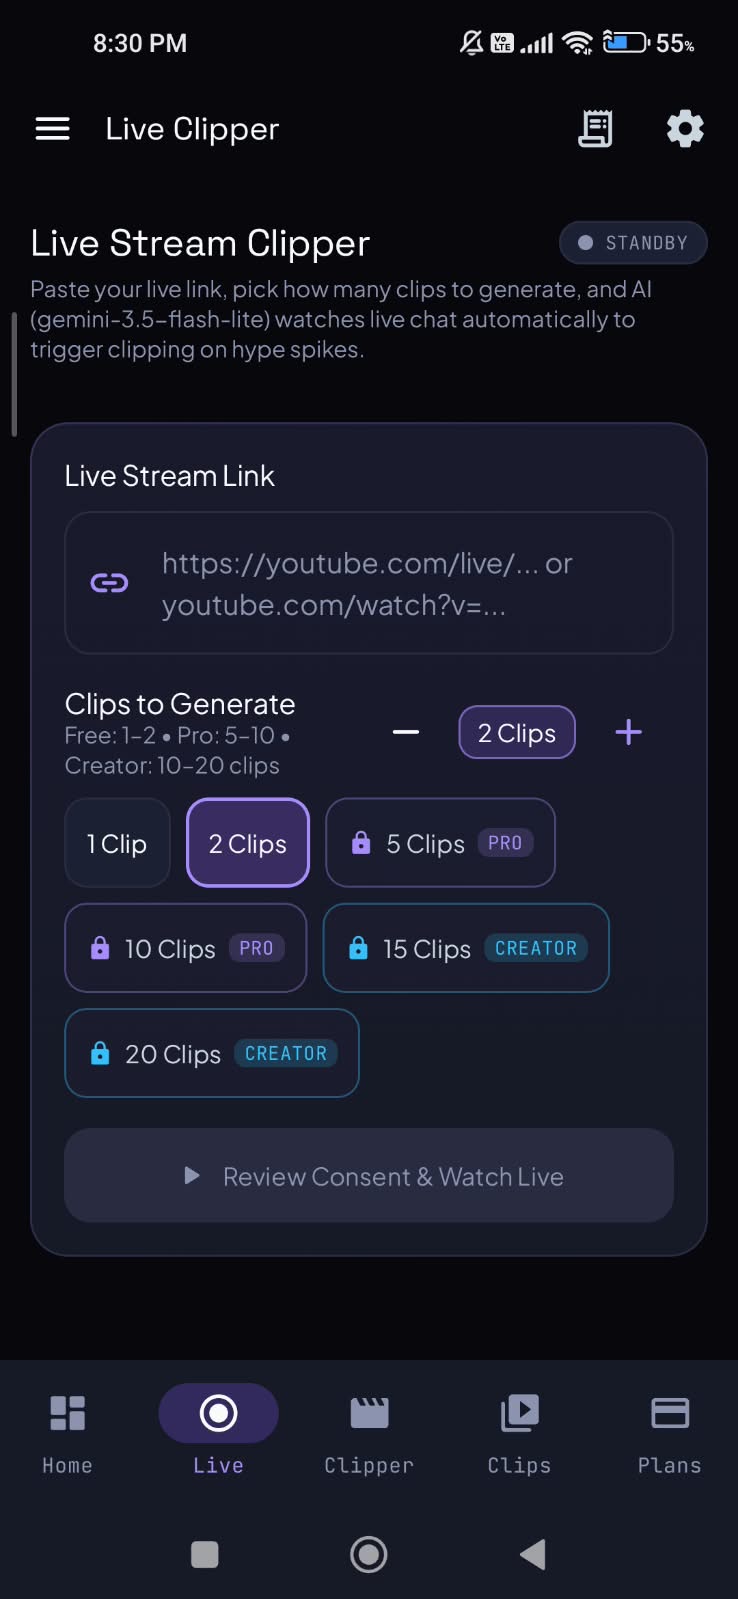 8:30 PM
Vo LTE
55%
Live Clipper
Live Stream Clipper
STANDBY
Paste your live link, pick how many clips to generate, and AI
(gemini-3.5-flash-lite) watches live chat automatically to
trigger clipping on hype spikes.
Live Stream Link
https://youtube.com/live/... or
youtube.com/watch?v=...
Clips to Generate
Free: 1–2 • Pro: 5–10 •
Creator: 10–20 clips
2 Clips
1 Clip
2 Clips
5 Clips PRO
10 Clips PRO
15 Clips CREATOR
20 Clips CREATOR
Review Consent & Watch Live
Home
Live
Clipper
Clips
Plans